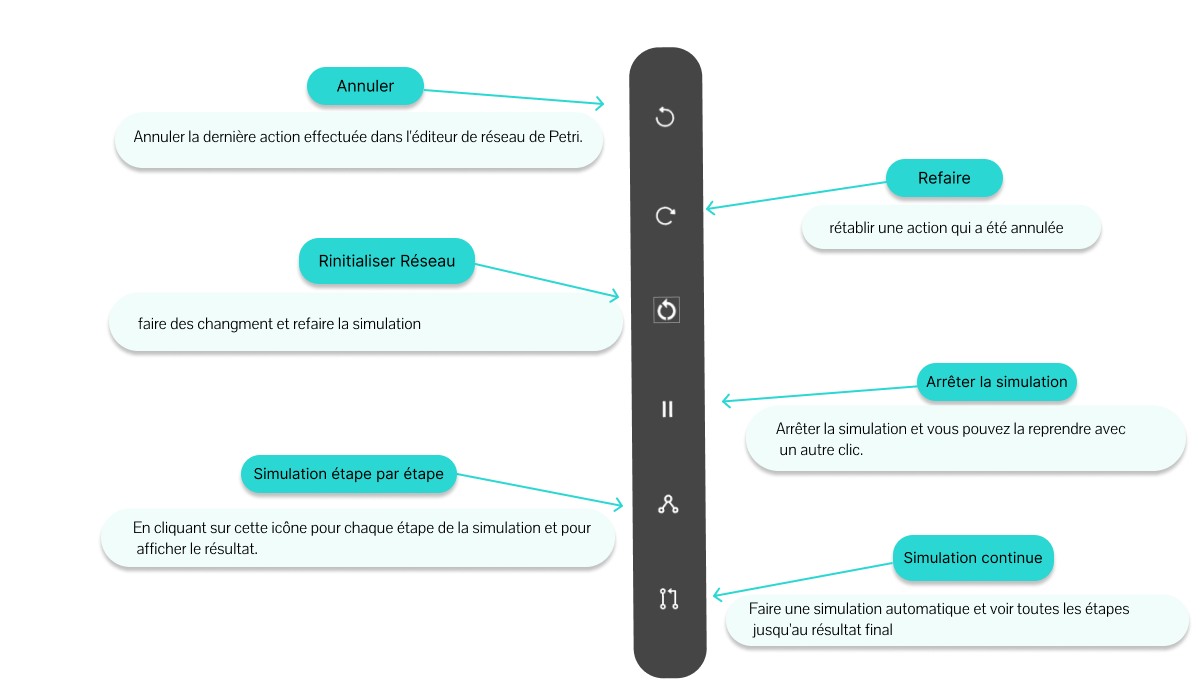 Annuler
Annuler la dernière action effectuée dans l'éditeur de réseau de Petri.
Refaire
rétablir une action qui a été annulée
Rinitialiser Réseau
faire des changment et refaire la simulation
Arrêter la simulation
Arrêter la simulation et vous pouvez la reprendre avec
un autre clic.
Simulation étape par étape
En cliquant sur cette icône pour chaque étape de la simulation et pour
afficher le résultat.
Simulation continue
Faire une simulation automatique et voir toutes les étapes
jusqu'au résultat final